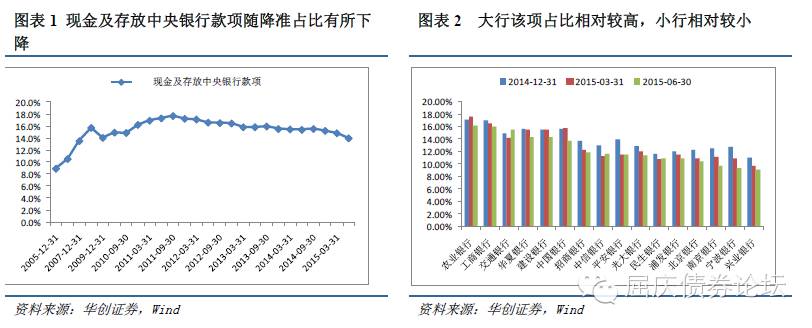 图表 1  现金及存放中央银行款项随降准占比有所下
降
现金及存放中央银行款项
20.0%
18.0%
16.0%
14.0%
12.0%
10.0%
8.0%
6.0%
4.0%
2.0%
0.0%
2006-12-31
2007-12-31
2009-12-31
2010-09-30
2011-03-31
2011-09-30
2012-03-31
2012-09-30
2013-03-31
2013-09-30
2014-03-31
2014-09-30
2015-03-31
资料来源：华创证券，Wind
图表 2  大行该项占比相对较高，小行相对较小
2014-12-31 2015-03-31 2015-06-30
20.00%
18.00%
16.00%
14.00%
12.00%
10.00%
8.00%
6.00%
4.00%
2.00%
0.00%
农业银行
工商银行
交通银行
华夏银行
建设银行
中国银行
招商银行
中信银行
平安银行
光大银行
民生银行
浦发银行
北京银行
南京银行
宁波银行
兴业银行
资料来源：华创证券，Wind
屈庆债券论坛